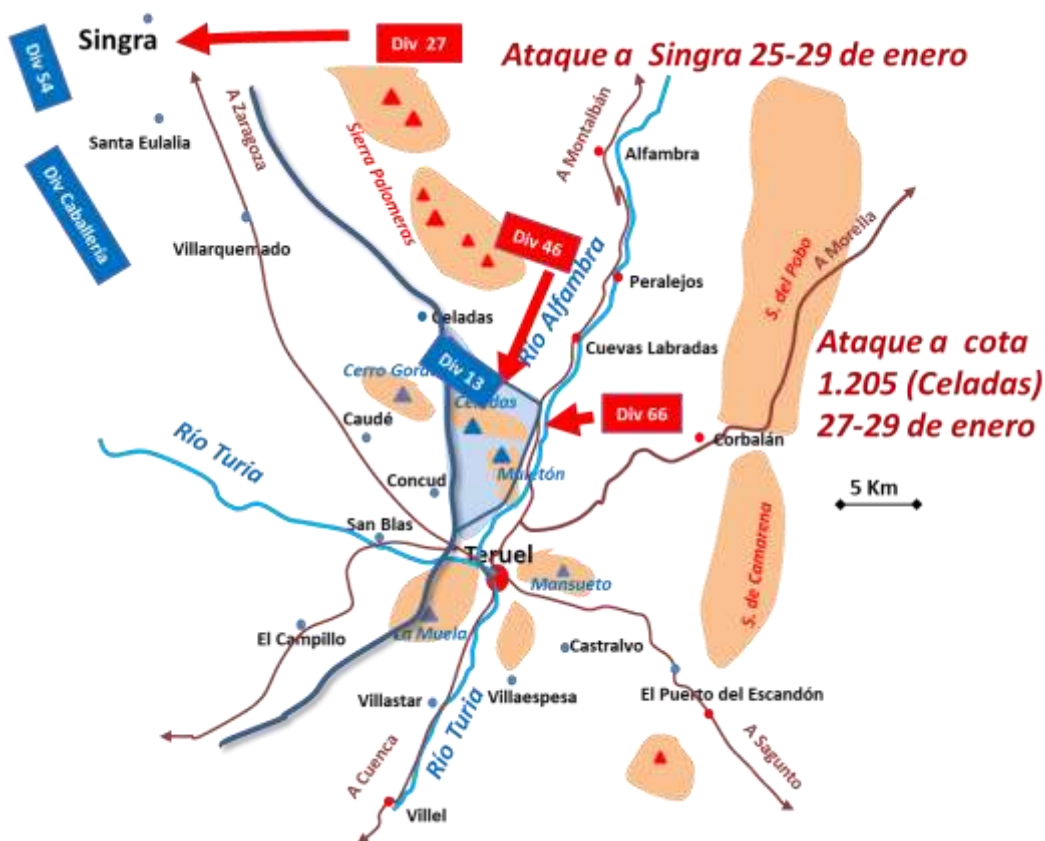 Singra
Div 27
Ataque a Singra 25-29 de enero
Div 54
A Zaragoza
Santa Eulalia
Sierra Palomeras
A Montalbán
Alfambra
Div Caballería
Villarquemado
Div 46
Río Alfambra
S. del Pobo
A Morella
Peralejos
Celadas
Cuevas Labradas
Ataque a cota
1.205 (Celadas)
27-29 de enero
Div 13
Cerro Gordo
Celadas
Caudé
Div 66
Corbalán
Río Turia
Concud
Muletón
5 Km
San Blas
Teruel
Mansueto
S. de Camarena
La Muela
El Campillo
Castralvo
Villastar
Villaespesa
El Puerto del Escandón
Río Turia
A Cuenca
A Sagunto
Villel